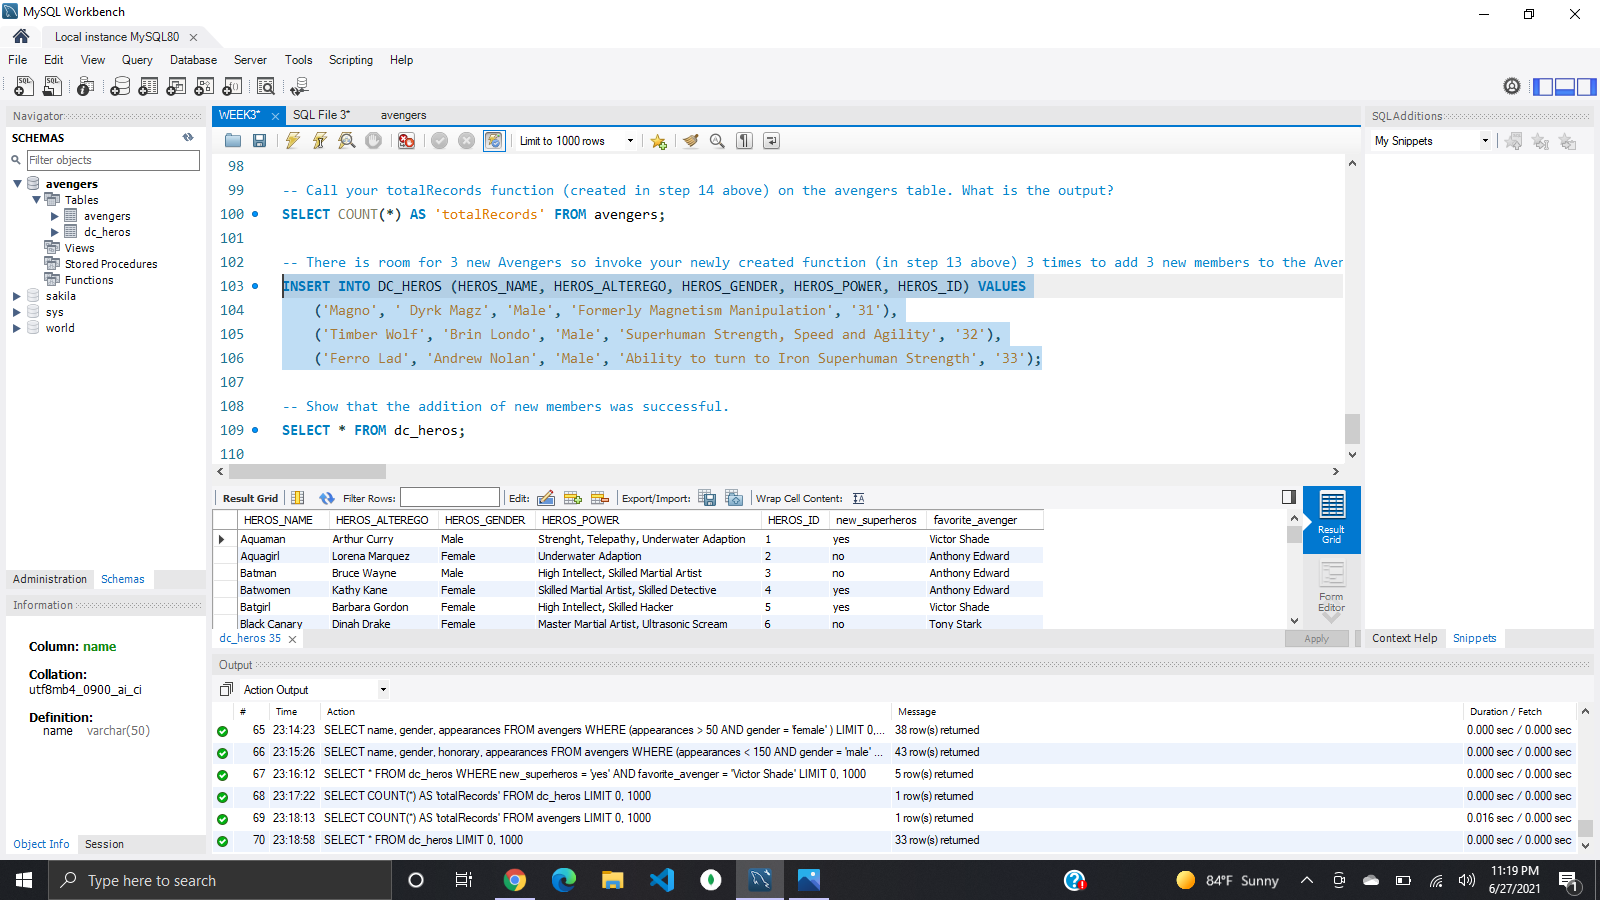 MySQL Workbench
Local instance MySQL80
File Edit View Query Database Server Tools Scripting Help
Navigator
SCHEMAS
Filter objects
avengers
Tables
avengers
dc_heros
Views
Stored Procedures
Functions
sakila
sys
world
Administration Schemas
Information
Column: name
Collation:
utf8mb4_0900_ai_ci
Definition:
name varchar(50)
Object Info Session
WEEK3* SQL File 3* avengers
Limit to 1000 rows
98
99 -- Call your totalRecords function (created in step 14 above) on the avengers table. What is the output?
100 SELECT COUNT(*) AS 'totalRecords' FROM avengers;
101
102 -- There is room for 3 new Avengers so invoke your newly created function (in step 13 above) 3 times to add 3 new members to the Aven
103 INSERT INTO DC_HEROS (HEROS_NAME, HEROS_ALTEREGO, HEROS_GENDER, HEROS_POWER, HEROS_ID) VALUES
104 ('Magno', ' Dyrk Magz', 'Male', 'Formerly Magnetism Manipulation', '31'),
105 ('Timber Wolf', 'Brin Londo', 'Male', 'Superhuman Strength, Speed and Agility', '32'),
106 ('Ferro Lad', 'Andrew Nolan', 'Male', 'Ability to turn to Iron Superhuman Strength', '33');
107
108 -- Show that the addition of new members was successful.
109 SELECT * FROM dc_heros;
110
Result Grid Filter Rows: Edit: Export/Import: Wrap Cell Content:
HEROS_NAME HEROS_ALTEREGO HEROS_GENDER HEROS_POWER HEROS_ID new_superheros favorite_avenger
Aquaman Arthur Curry Male Strenght, Telepathy, Underwater Adaption 1 yes Victor Shade
Aquagirl Lorena Marquez Female Underwater Adaption 2 no Anthony Edward
Batman Bruce Wayne Male High Intellect, Skilled Martial Artist 3 no Anthony Edward
Batwomen Kathy Kane Female Skilled Martial Artist, Skilled Detective 4 yes Anthony Edward
Batgirl Barbara Gordon Female High Intellect, Skilled Hacker 5 yes Victor Shade
Black Canary Dinah Drake Female Master Martial Artist, Ultrasonic Scream 6 no Tony Stark
Result Grid
Form Editor
dc_heros 35
Apply
SQLAdditions
My Snippets
Context Help Snippets
Output
Action Output
# Time Action Message Duration / Fetch
65 23:14:23 SELECT name, gender, appearances FROM avengers WHERE (appearances > 50 AND gender = 'female' ) LIMIT 0,... 38 row(s) returned 0.000 sec / 0.000 sec
66 23:15:26 SELECT name, gender, honorary, appearances FROM avengers WHERE (appearances < 150 AND gender = 'male' ... 43 row(s) returned 0.000 sec / 0.000 sec
67 23:16:12 SELECT * FROM dc_heros WHERE new_superheros = 'yes' AND favorite_avenger = 'Victor Shade' LIMIT 0, 1000 5 row(s) returned 0.000 sec / 0.000 sec
68 23:17:22 SELECT COUNT(*) AS 'totalRecords' FROM dc_heros LIMIT 0, 1000 1 row(s) returned 0.000 sec / 0.000 sec
69 23:18:13 SELECT COUNT(*) AS 'totalRecords' FROM avengers LIMIT 0, 1000 1 row(s) returned 0.016 sec / 0.000 sec
70 23:18:58 SELECT * FROM dc_heros LIMIT 0, 1000 33 row(s) returned 0.000 sec / 0.000 sec
Type here to search
84°F Sunny
11:19 PM
6/27/2021
1